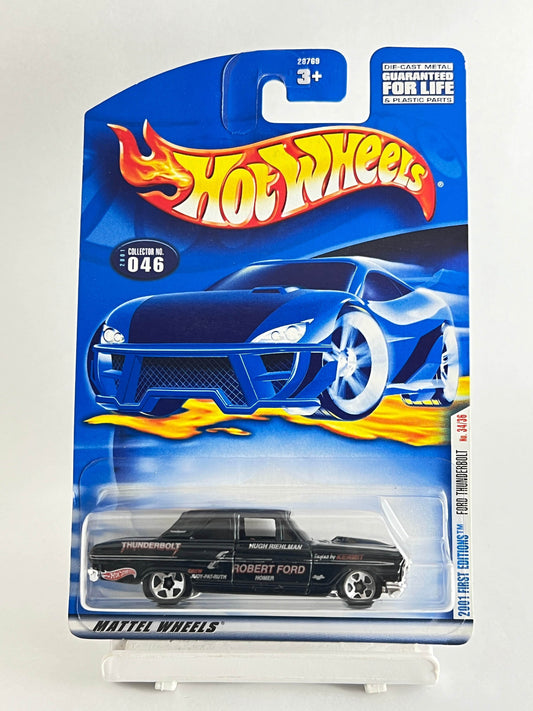 28769
3+
DIE-CAST METAL
GUARANTEED
FOR LIFE
& PLASTIC PARTS
HOT WHEELS®
2001
COLLECTOR NO.
046
2001 FIRST EDITIONS™ FORD THUNDERBOLT No. 34/36
THUNDERBOLT
HUGH RIEHLMAN
ROBERT FORD
HOMER
MATTEL WHEELS™